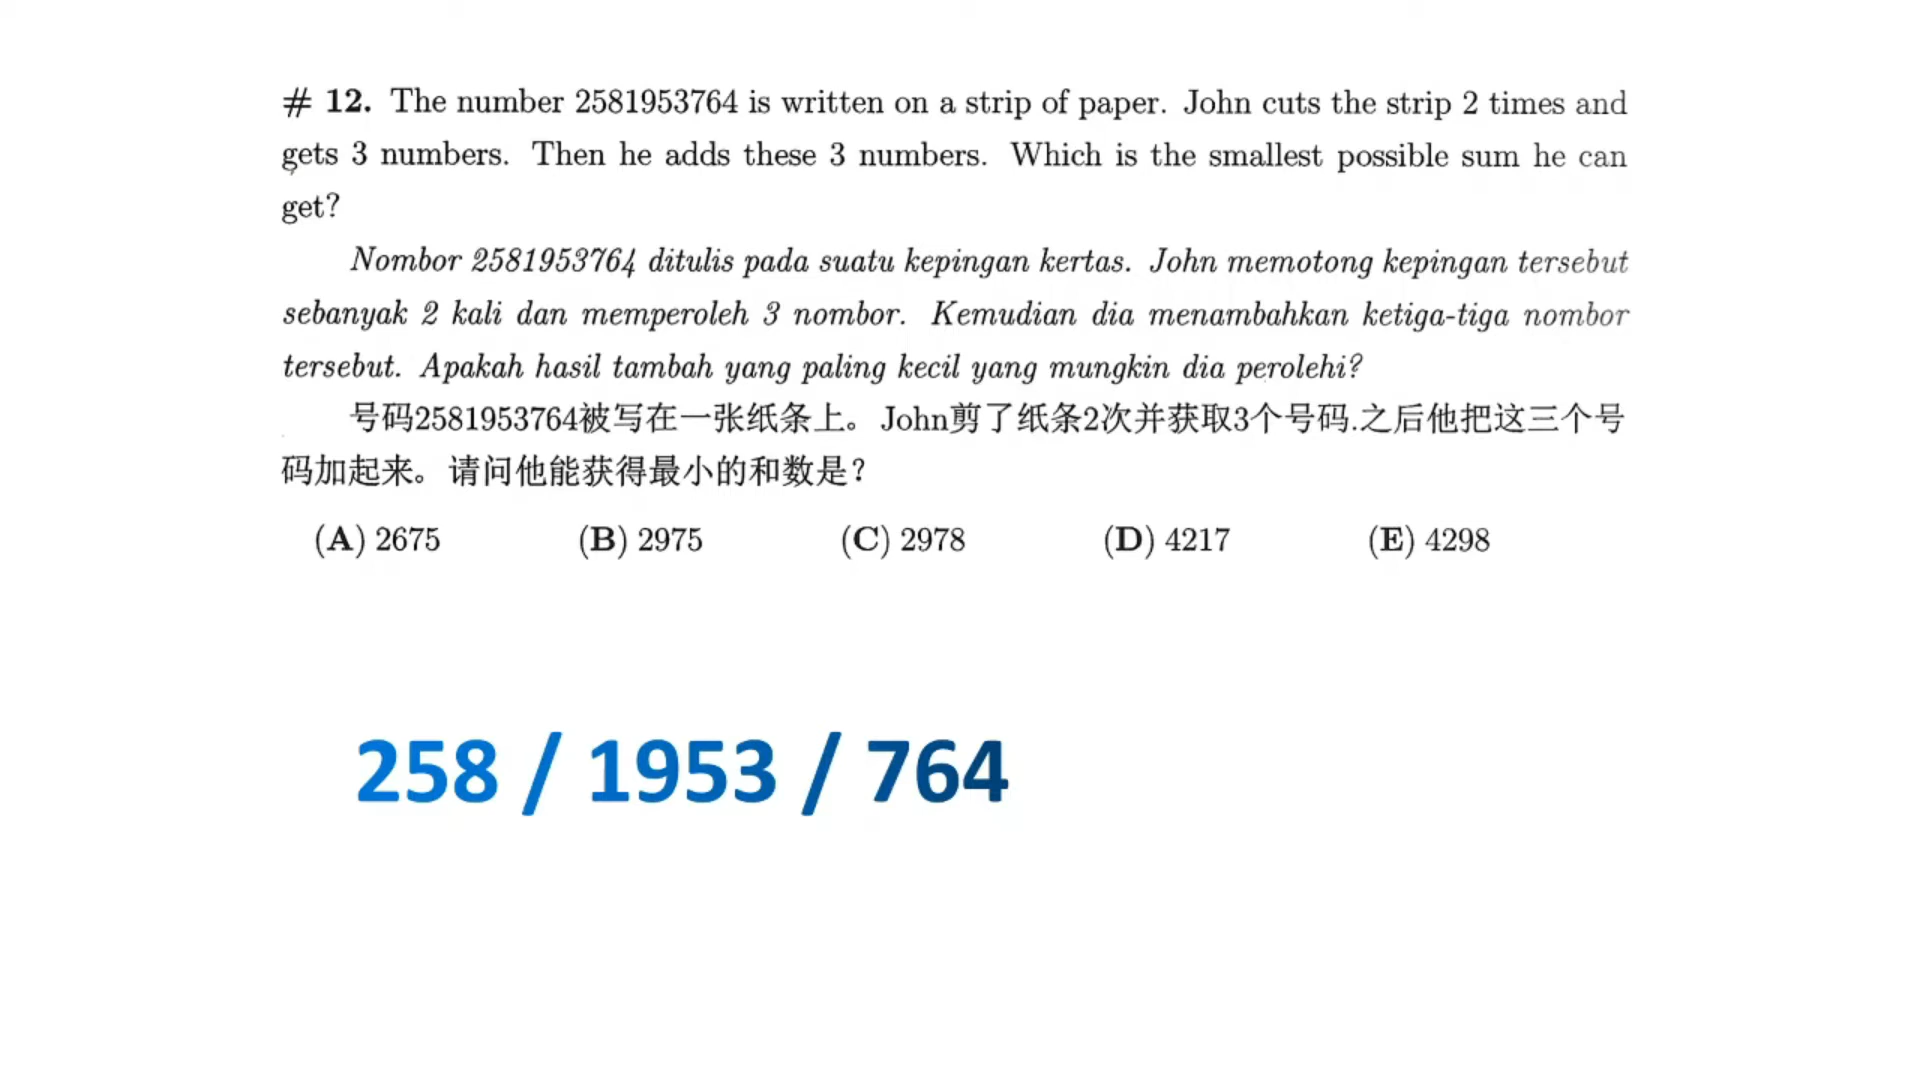 # 12. The number 2581953764 is written on a strip of paper. John cuts the strip 2 times and
gets 3 numbers. Then he adds these 3 numbers. Which is the smallest possible sum he can
get?
Nombor 2581953764 ditulis pada suatu kepingan kertas. John memotong kepingan tersebut
sebanyak 2 kali dan memperoleh 3 nombor. Kemudian dia menambahkan ketiga-tiga nombor
tersebut. Apakah hasil tambah yang paling kecil yang mungkin dia perolehi?
号码2581953764被写在一张纸条上。John剪了纸条2次并获取3个号码.之后他把这三个号
码加起来。请问他能获得最小的和数是？
(A) 2675 (B) 2975 (C) 2978 (D) 4217 (E) 4298
258 / 1953 / 764